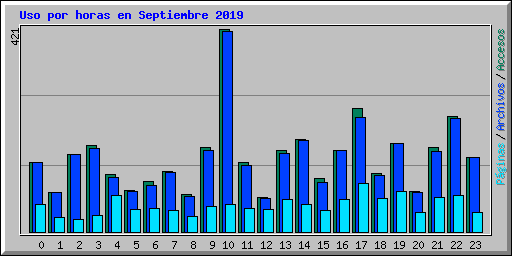 Uso por horas en Septiembre 2019
421
Páginas / Archivos / Accesos
0 1 2 3 4 5 6 7 8 9 10 11 12 13 14 15 16 17 18 19 20 21 22 23